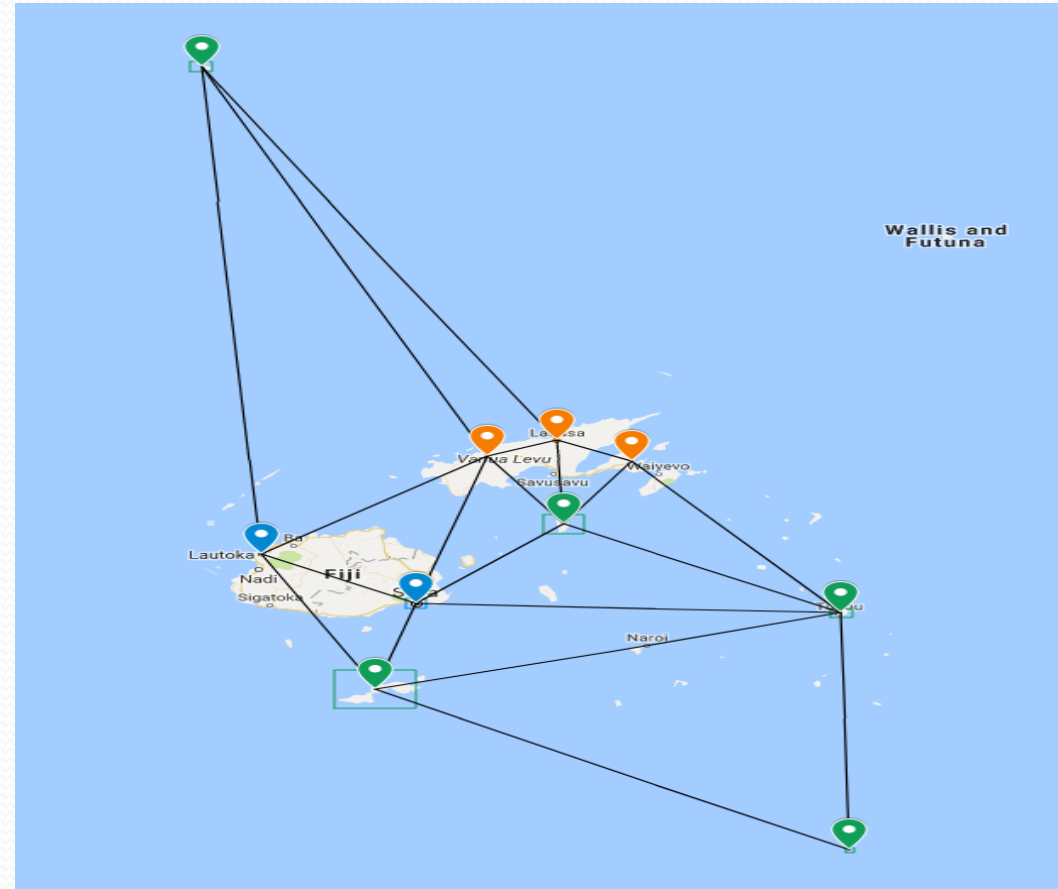 Wallis and
Futuna
Vanua Levu
Waiyevo
Savusavu
Ba
Lautoka
Fiji
Nadi
Sigatoka
Naroi